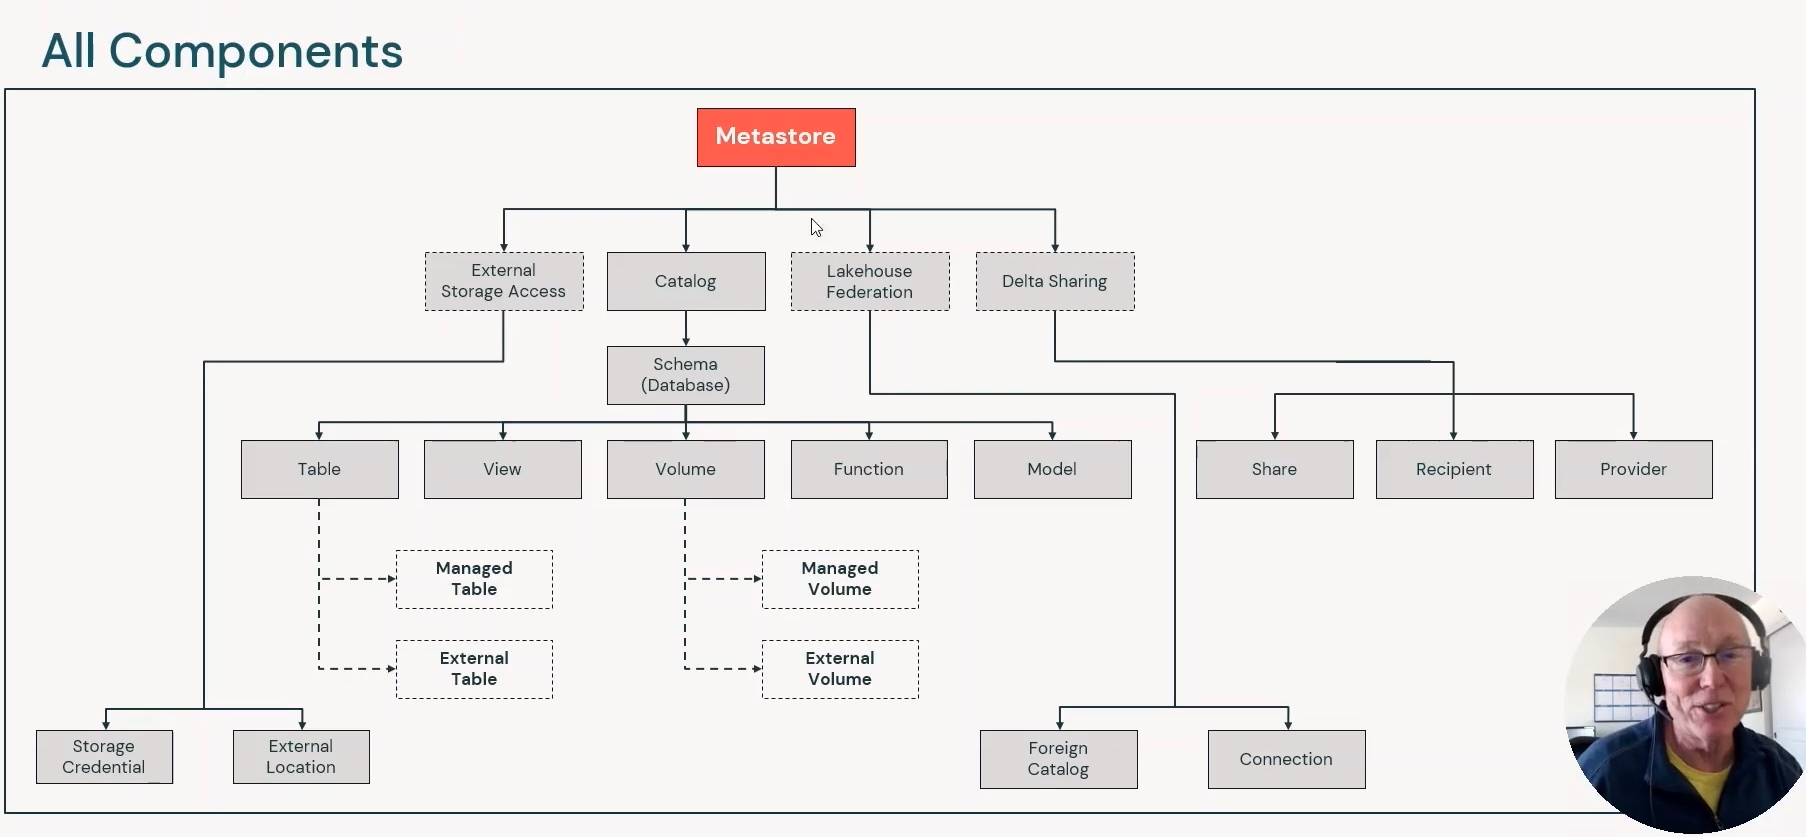 All Components
Metastore
External
Storage Access
Catalog
Lakehouse
Federation
Delta Sharing
Schema
(Database)
Table
View
Volume
Function
Model
Share
Recipient
Provider
Managed
Table
Managed
Volume
External
Table
External
Volume
Storage
Credential
External
Location
Foreign
Catalog
Connection